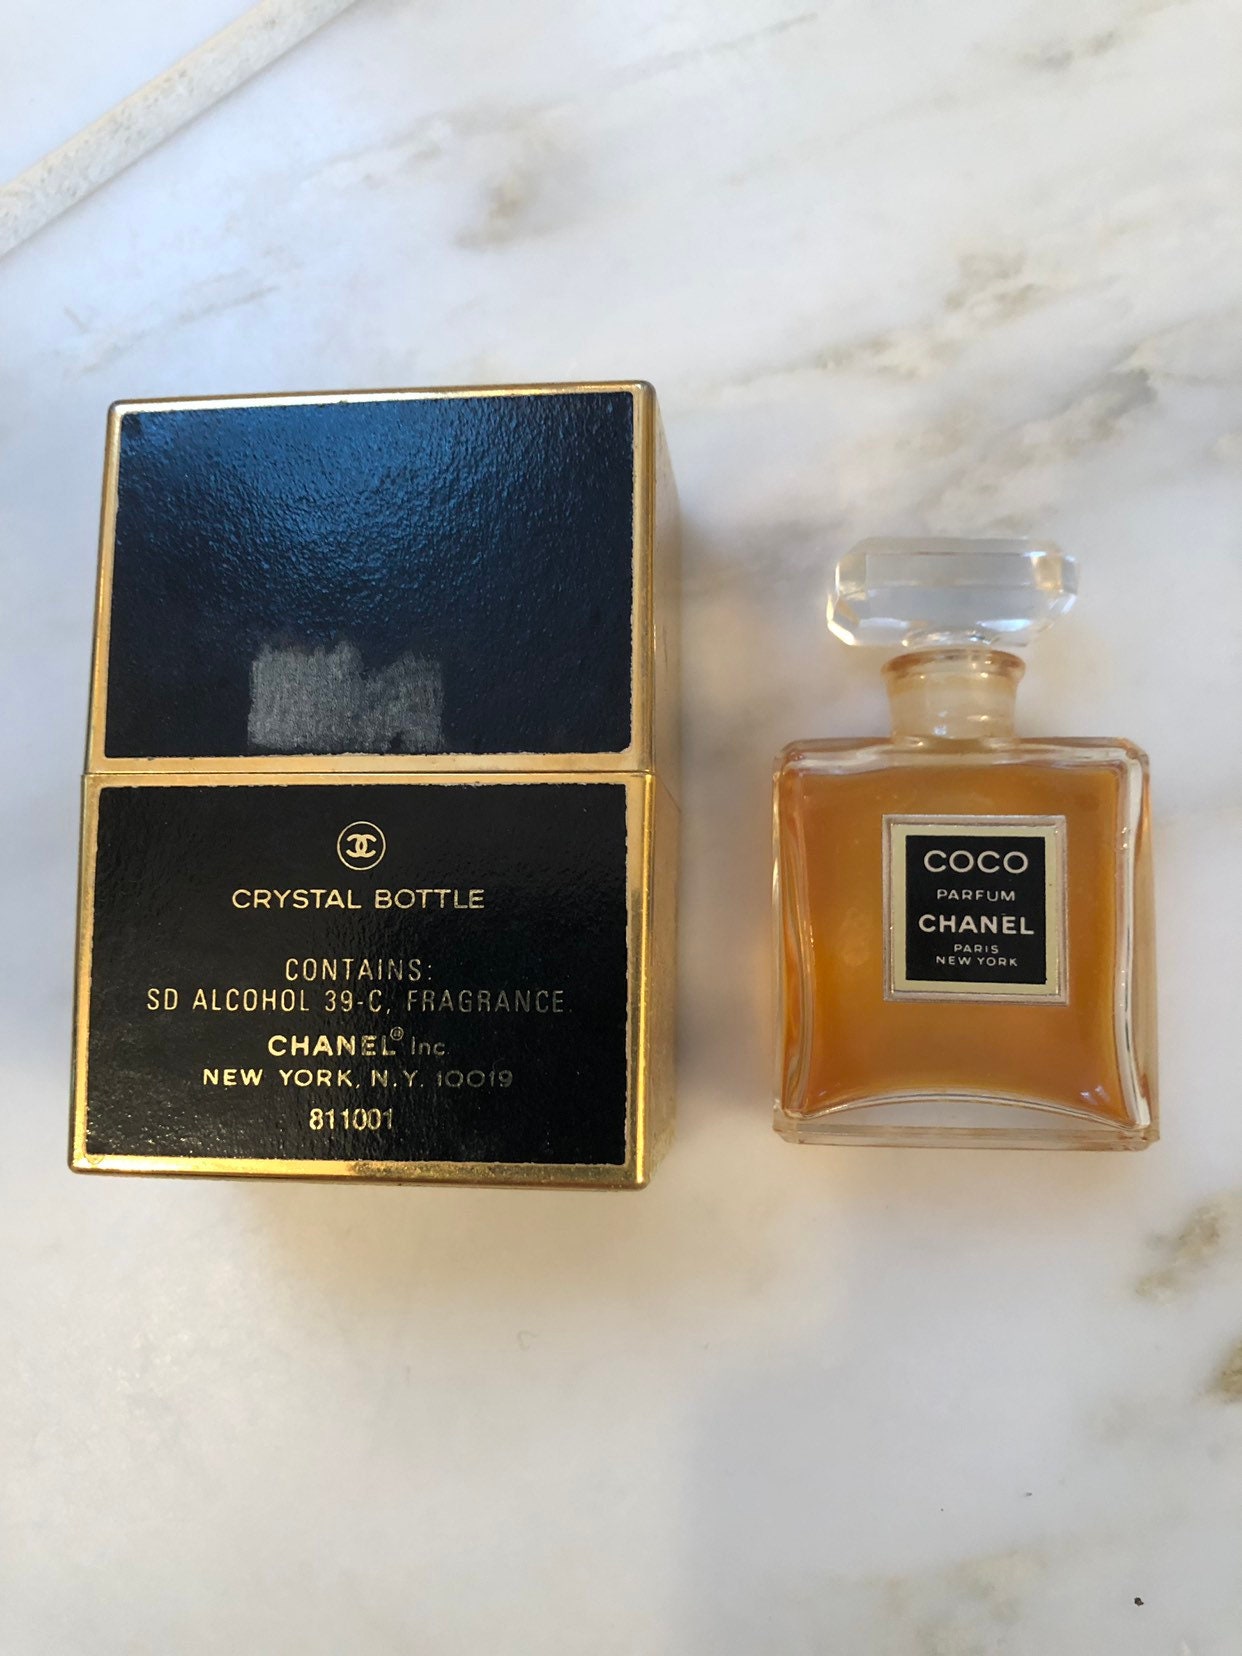 CRYSTAL BOTTLE
CONTAINS:
SD ALCOHOL 39-C, FRAGRANCE
CHANEL® Inc.
NEW YORK, N.Y. 10019
811001
COCO
PARFUM
CHANEL
PARIS
NEW YORK